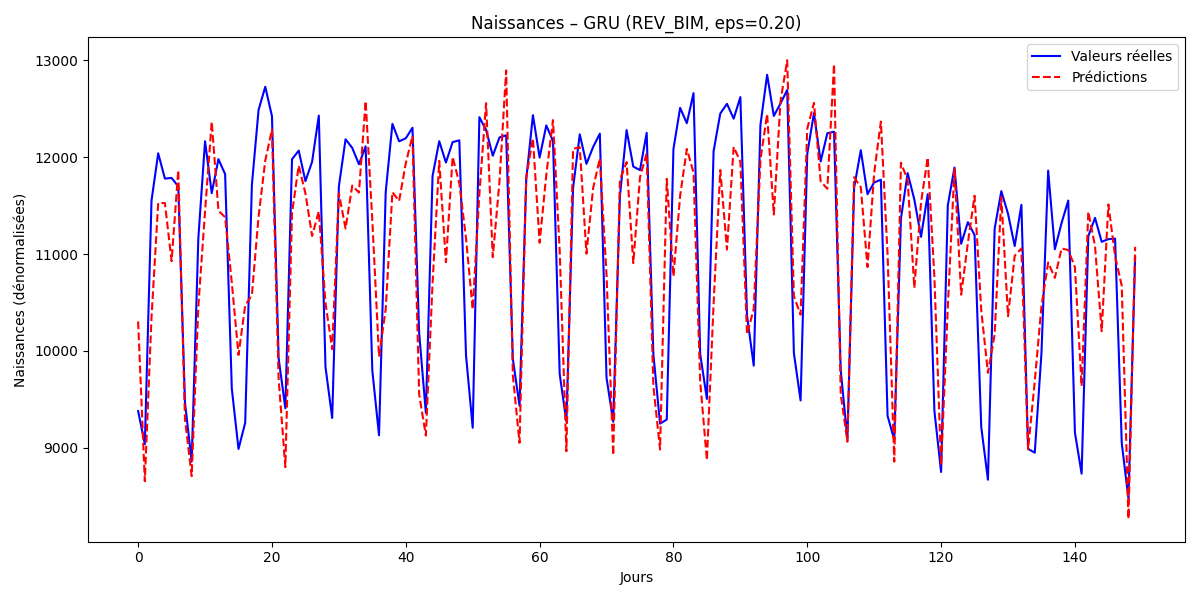 Naissances – GRU (REV_BIM, eps=0.20)
Valeurs réelles
Prédictions
Naissances (dénormalisées)
13000
12000
11000
10000
9000
0 20 40 60 80 100 120 140
Jours